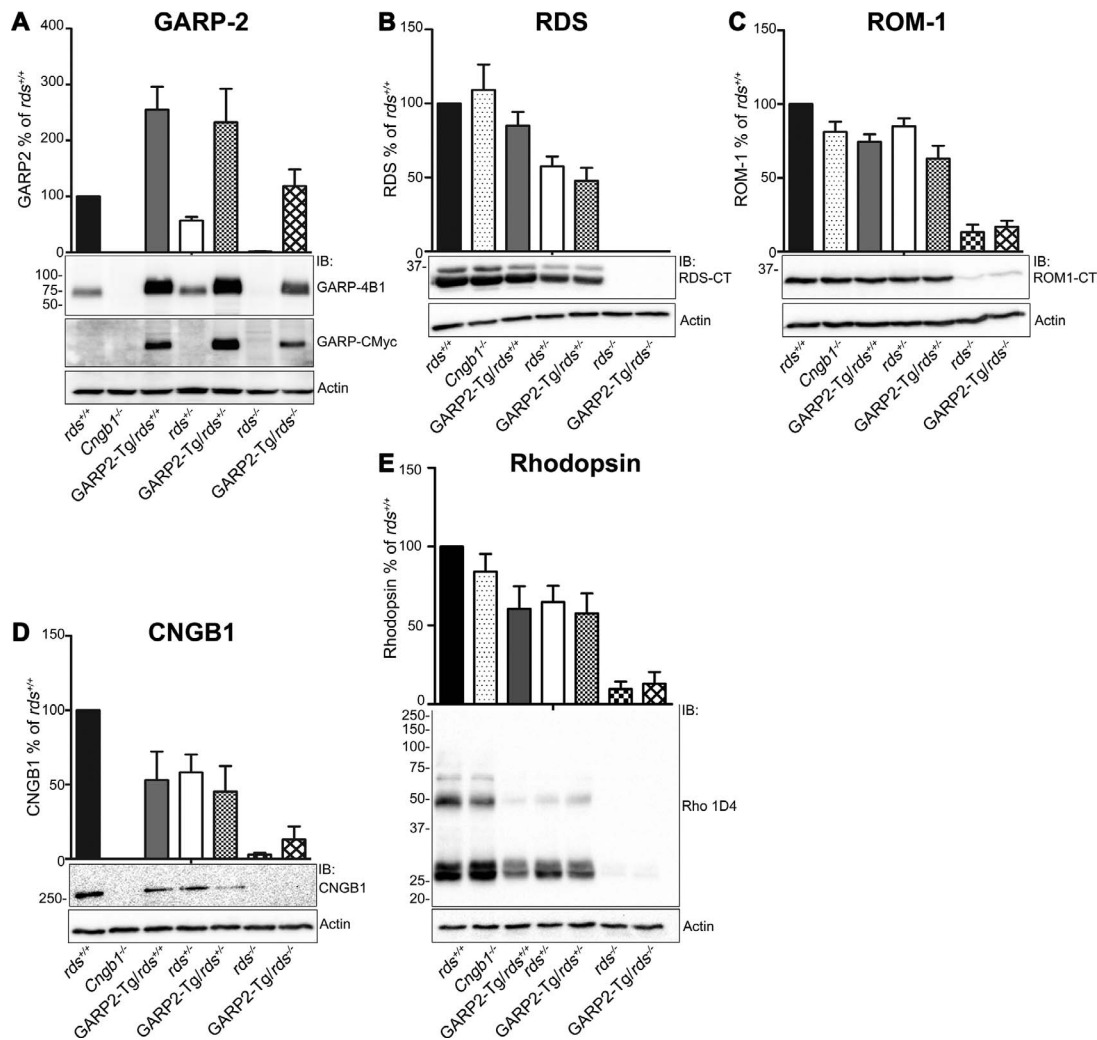 A GARP-2
GARP2 % of rds+/+
400
300
200
100
0
IB:
100-
75-
50-
GARP-4B1
GARP-CMyc
Actin
rds+/+
Cngb1-/-
GARP2-Tg/rds+/+
rds+/-
GARP2-Tg/rds+/-
rds-/-
GARP2-Tg/rds-/-
B RDS
RDS % of rds+/+
150
100
50
0
IB:
37-
RDS-CT
Actin
rds+/+
Cngb1-/-
GARP2-Tg/rds+/+
rds+/-
GARP2-Tg/rds+/-
rds-/-
GARP2-Tg/rds-/-
C ROM-1
ROM-1 % of rds+/+
150
100
50
0
IB:
37-
ROM1-CT
Actin
rds+/+
Cngb1-/-
GARP2-Tg/rds+/+
rds+/-
GARP2-Tg/rds+/-
rds-/-
GARP2-Tg/rds-/-
D CNGB1
CNGB1 % of rds+/+
150
100
50
0
IB:
250-
CNGB1
Actin
rds+/+
Cngb1-/-
GARP2-Tg/rds+/+
rds+/-
GARP2-Tg/rds+/-
rds-/-
GARP2-Tg/rds-/-
E Rhodopsin
Rhodopsin % of rds+/+
150
100
50
0
IB:
250-
150-
100-
75-
50-
37-
25-
20-
Rho 1D4
Actin
rds+/+
Cngb1-/-
GARP2-Tg/rds+/+
rds+/-
GARP2-Tg/rds+/-
rds-/-
GARP2-Tg/rds-/-